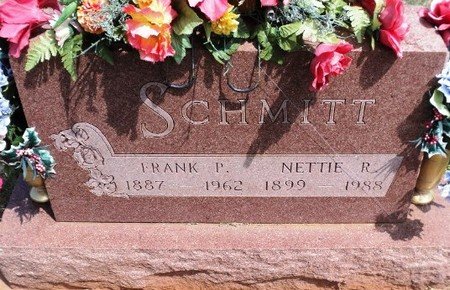 SCHMITT
FRANK P. NETTIE R.
1887 – 1962 1899 – 1988